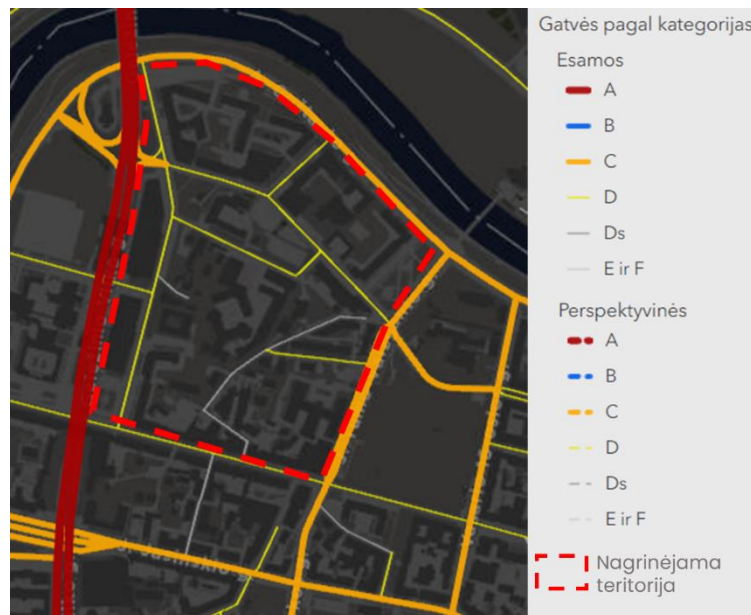 Gatvės pagal kategorijas
Esamos
A
B
C
D
Ds
E ir F
Perspektyvinės
A
B
C
D
Ds
E ir F
Nagrinėjama
teritorija